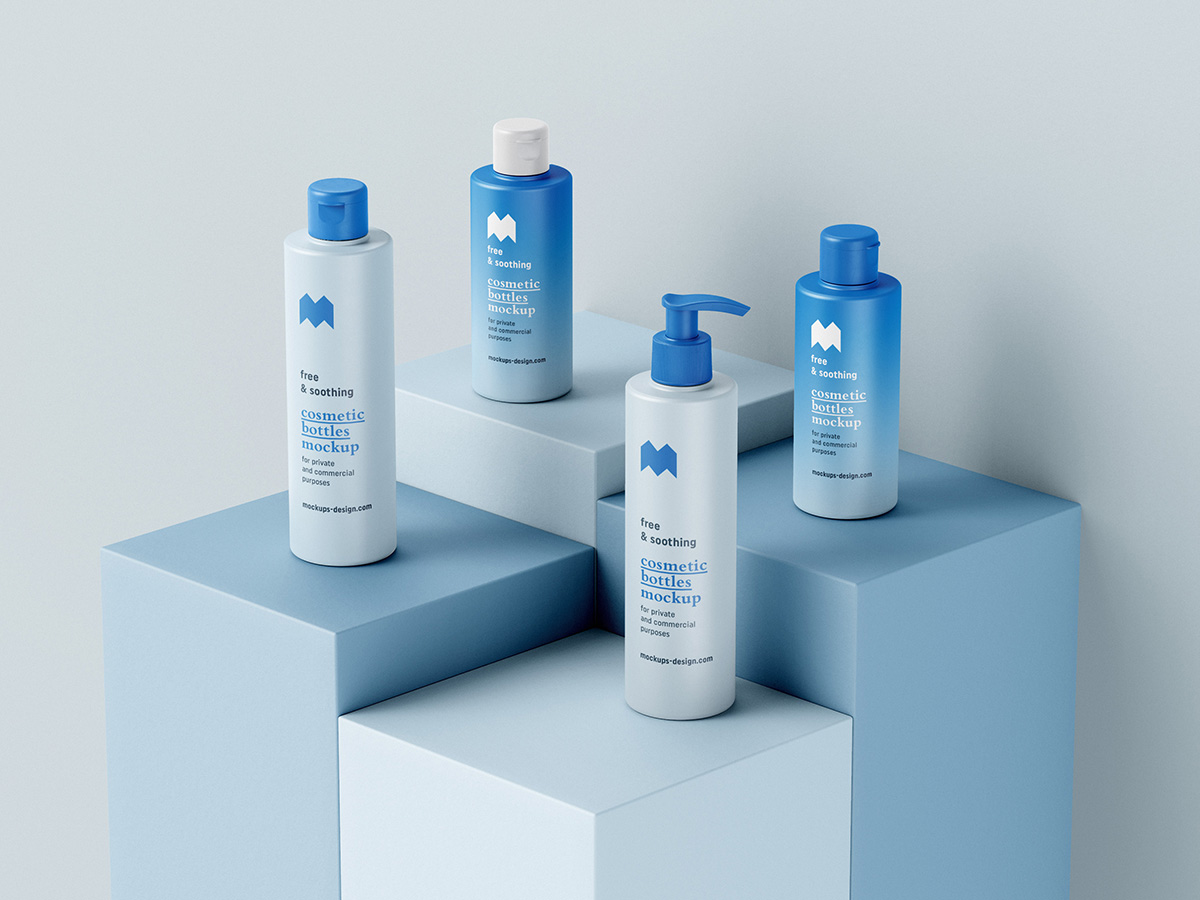 free
& soothing
cosmetic
bottles
mockup
for private
and commercial
purposes
mockups-design.com
free
& soothing
cosmetic
bottles
mockup
for private
and commercial
purposes
mockups-design.com
free
& soothing
cosmetic
bottles
mockup
for private
and commercial
purposes
mockups-design.com
free
& soothing
cosmetic
bottles
mockup
for private
and commercial
purposes
mockups-design.com